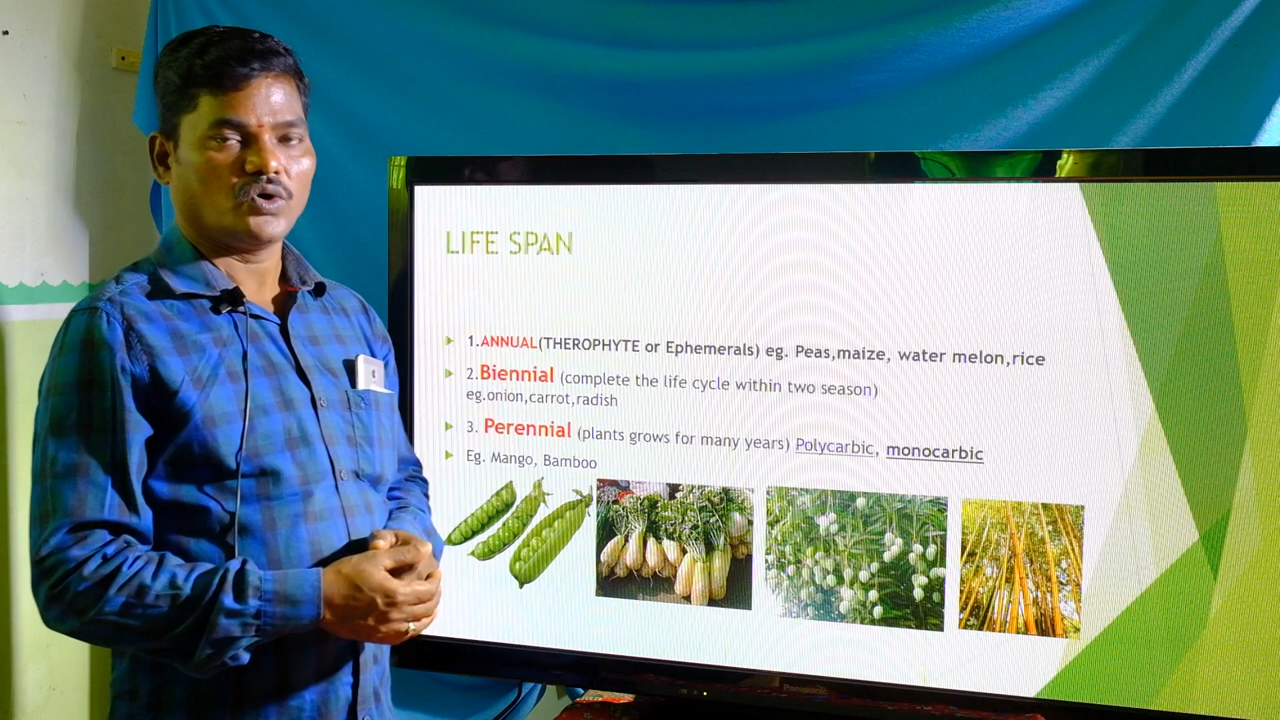 LIFE SPAN
1.ANNUAL(THEROPHYTE or Ephemerals) eg. Peas,maize, water melon,rice
2.Biennial (complete the life cycle within two season)
eg.onion,carrot,radish
3. Perennial (plants grows for many years) Polycarbic, monocarbic
Eg. Mango, Bamboo
Panasonic